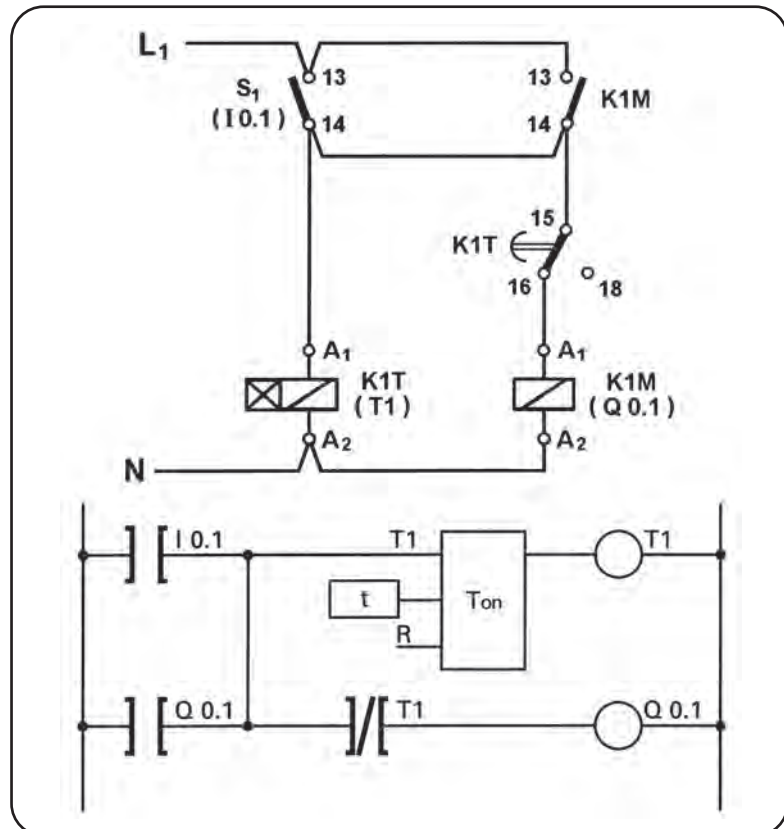 L₁
13
13
S₁
(I 0.1)
K1M
14
14
15
K1T
16
18
A₁
A₁
K1T
(T1)
K1M
(Q 0.1)
A₂
A₂
N
I 0.1
T1
T1
t
Ton
R
Q 0.1
T1
Q 0.1